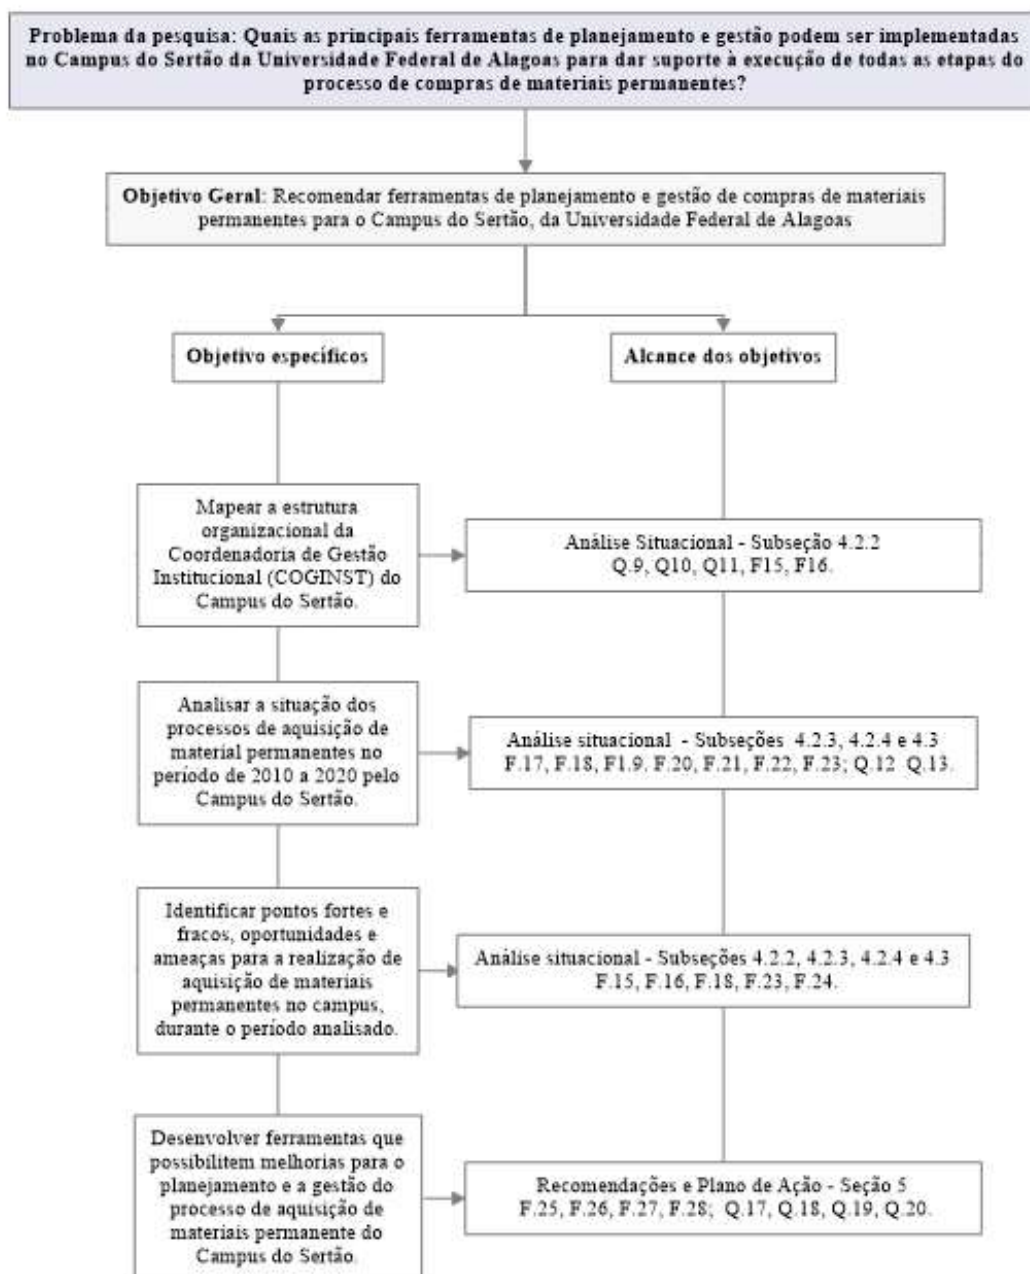 Problema da pesquisa: Quais as principais ferramentas de planejamento e gestão podem ser implementadas
no Campus do Sertão da Universidade Federal de Alagoas para dar suporte à execução de todas as etapas do
processo de compras de materiais permanentes?
Objetivo Geral: Recomendar ferramentas de planejamento e gestão de compras de materiais
permanentes para o Campus do Sertão, da Universidade Federal de Alagoas
Objetivo específicos
Alcance dos objetivos
Mapear a estrutura
organizacional da
Coordenadoria de Gestão
Institucional (COGINST) do
Campus do Sertão.
Análise Situacional - Subseção 4.2.2
Q.9, Q10, Q11, F15, F16.
Analisar a situação dos
processos de aquisição de
material permanentes no
período de 2010 a 2020 pelo
Campus do Sertão.
Análise situacional - Subseções 4.2.3, 4.2.4 e 4.3
F.17, F.18, F1.9, F.20, F.21, F.22, F.23; Q.12 Q.13.
Identificar pontos fortes e
fracos, oportunidades e
ameaças para a realização de
aquisição de materiais
permanentes no campus,
durante o período analisado.
Análise situacional - Subseções 4.2.2, 4.2.3, 4.2.4 e 4.3
F.15, F.16, F.18, F.23, F.24.
Desenvolver ferramentas que
possibilitem melhorias para o
planejamento e a gestão do
processo de aquisição de
materiais permanente do
Campus do Sertão.
Recomendações e Plano de Ação - Seção 5
F.25, F.26, F.27, F.28; Q.17, Q.18, Q.19, Q.20.